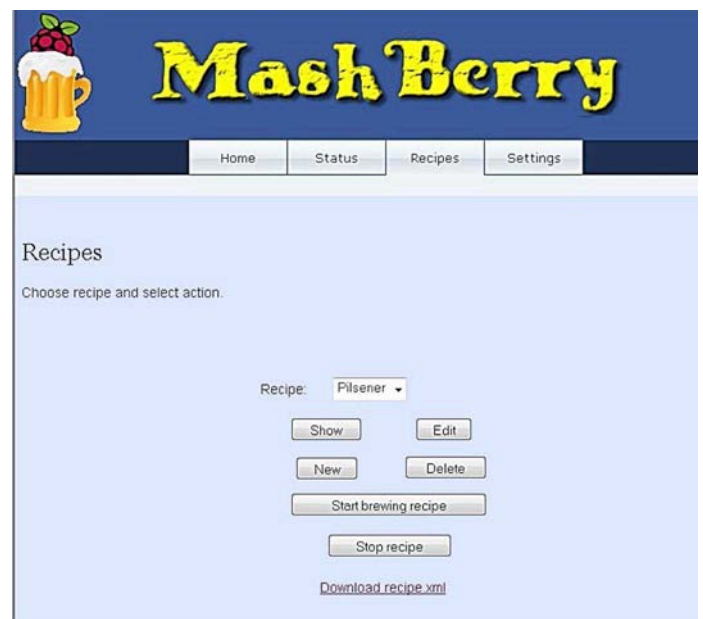 MashBerry
Home Status Recipes Settings
Recipes
Choose recipe and select action.
Recipe: Pilsener
Show Edit
New Delete
Start brewing recipe
Stop recipe
Download recipe.xml